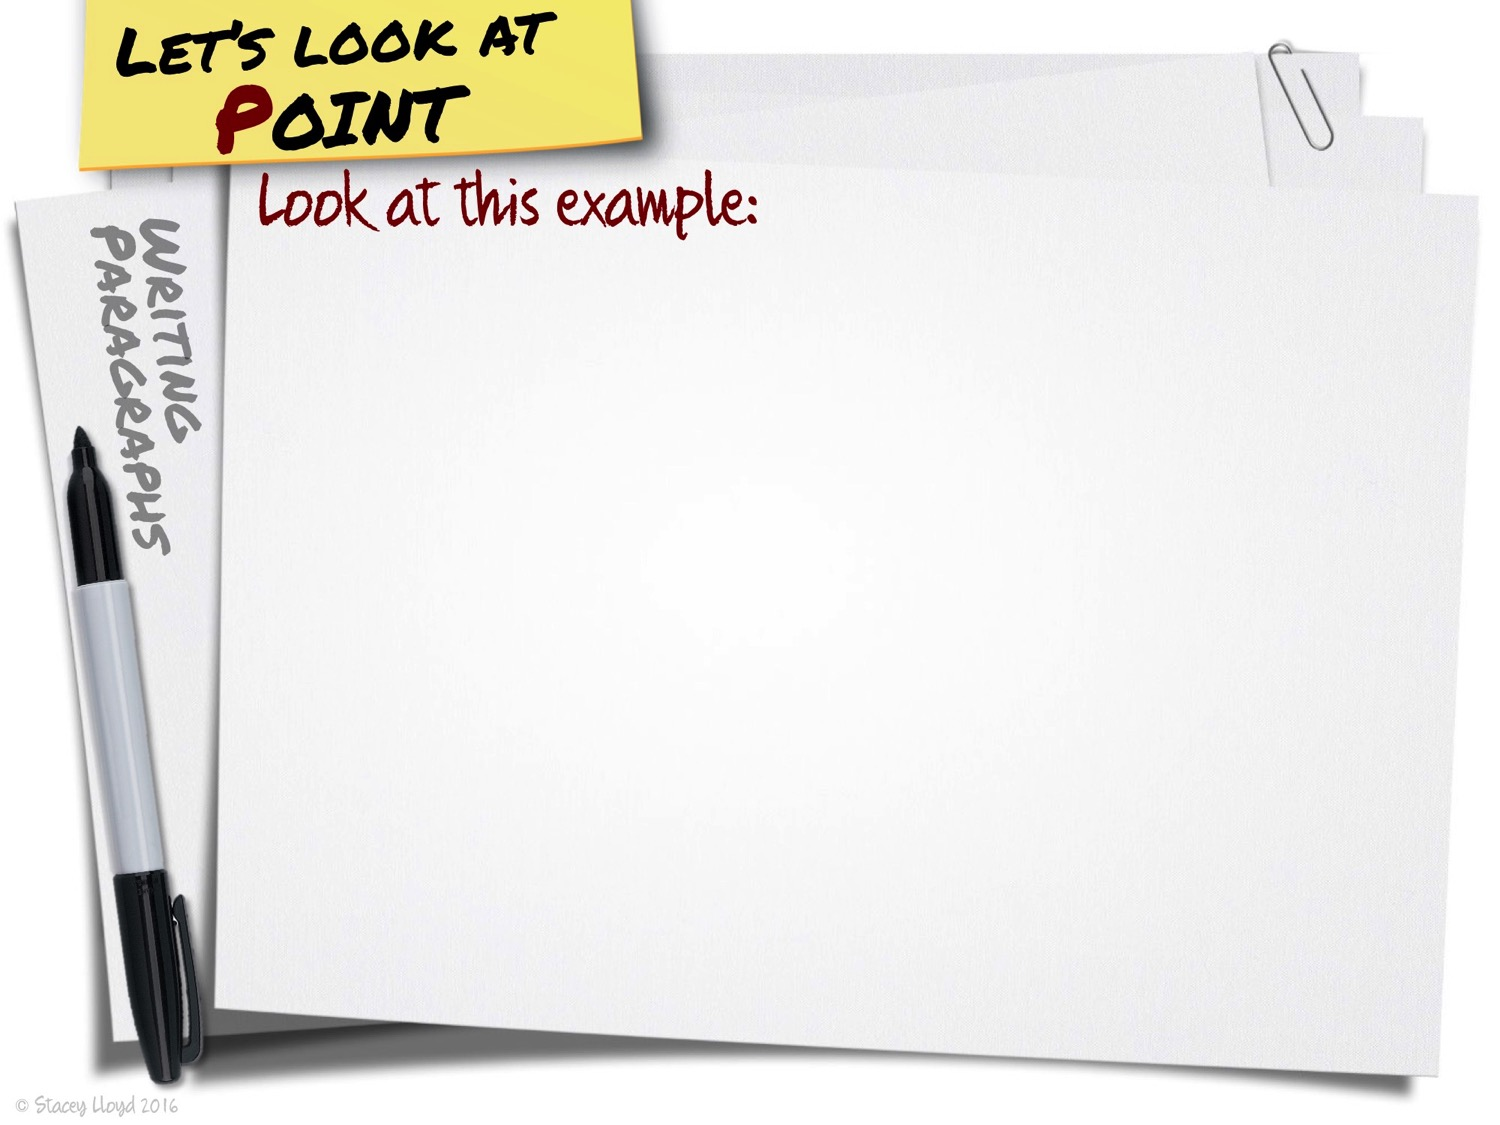 LET'S LOOK AT
POINT
Look at this example:
WRITING
PARAGRAPHS
© Stacey Lloyd 2016